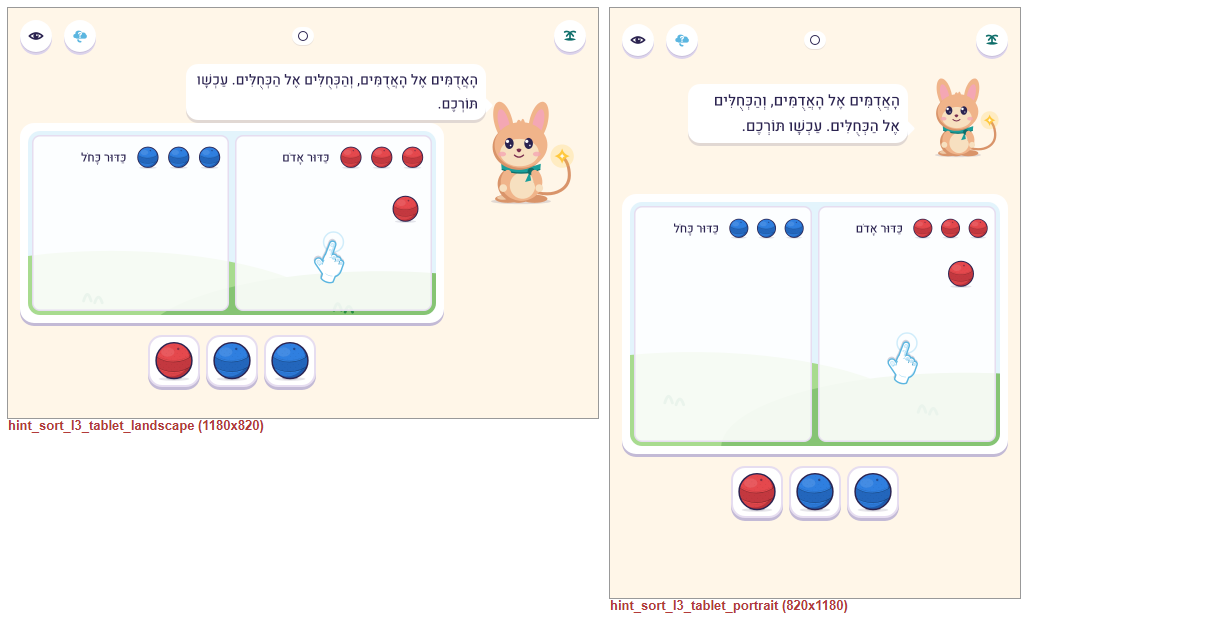 הָאֲדֻמִּים אֶל הָאֲדֻמִּים, וְהַכְּחֻלִּים אֶל הַכְּחֻלִּים. עַכְשָׁו
תּוֹרְכֶם.
כַּדּוּר אָדֹם
כַּדּוּר כָּחֹל
hint_sort_l3_tablet_landscape (1180x820)
הָאֲדֻמִּים אֶל הָאֲדֻמִּים, וְהַכְּחֻלִּים
אֶל הַכְּחֻלִּים. עַכְשָׁו תּוֹרְכֶם.
כַּדּוּר אָדֹם
כַּדּוּר כָּחֹל
hint_sort_l3_tablet_portrait (820x1180)